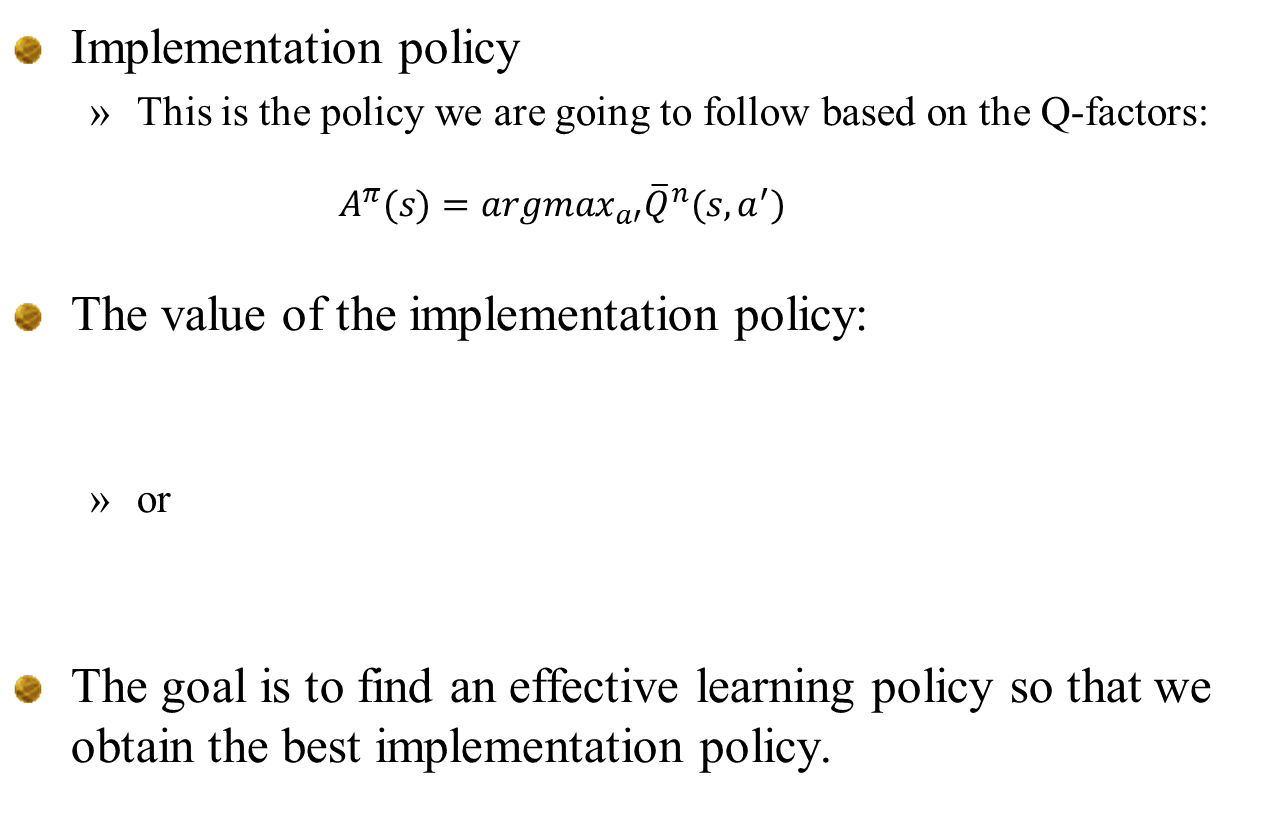 Implementation policy
» This is the policy we are going to follow based on the Q-factors:
A^π(s) = argmax_{a′} Q̄^n(s, a′)
The value of the implementation policy:
» or
The goal is to find an effective learning policy so that we
obtain the best implementation policy.